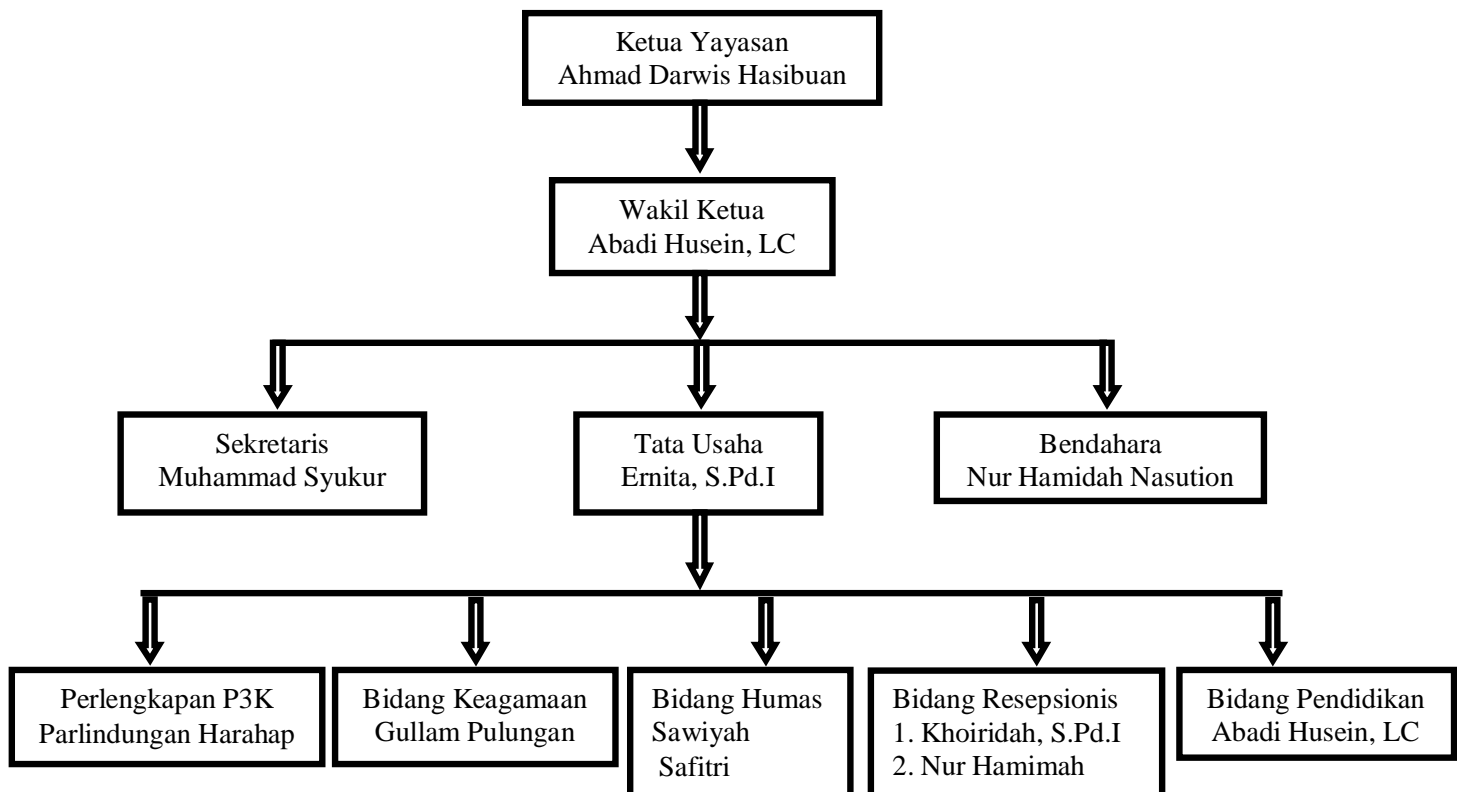 Ketua Yayasan
Ahmad Darwis Hasibuan
Wakil Ketua
Abadi Husein, LC
Sekretaris
Muhammad Syukur
Tata Usaha
Ernita, S.Pd.I
Bendahara
Nur Hamidah Nasution
Perlengkapan P3K
Parlindungan Harahap
Bidang Keagamaan
Gullam Pulungan
Bidang Humas
Sawiyah
Safitri
Bidang Resepsionis
1. Khoiridah, S.Pd.I
2. Nur Hamimah
Bidang Pendidikan
Abadi Husein, LC